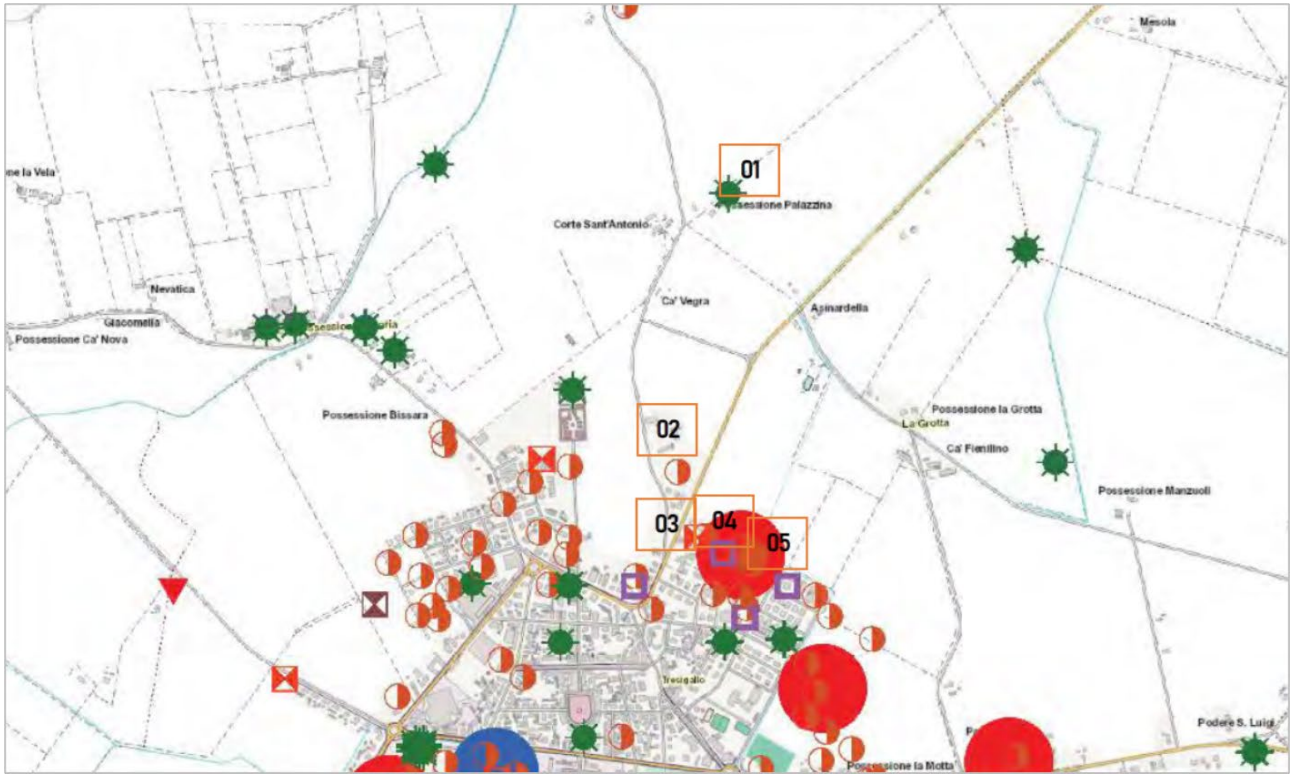 Mesola
ne la Vela
01
Possessione Palazzina
Corte Sant'Antonio
Nevatica
Ca' Vegra
Asinardella
Giacomella
Possessione Ca' Nova
Possessione Bissara
Possessione la Grotta
02
La Grotta
Ca' Fienilino
Possessione Manzuoli
03
04
05
Tresigallo
Podere S. Luigi
Possessione la Motta